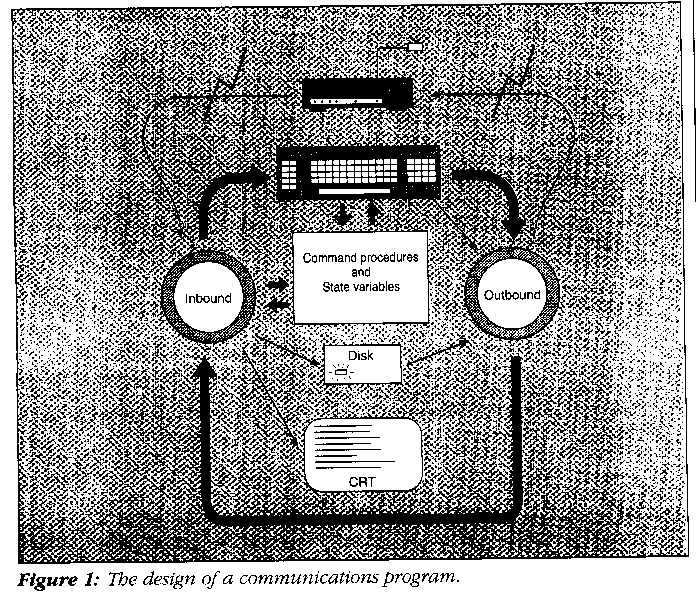 Command procedures
and
State variables
Inbound
Outbound
Disk
CRT
Figure 1: The design of a communications program.